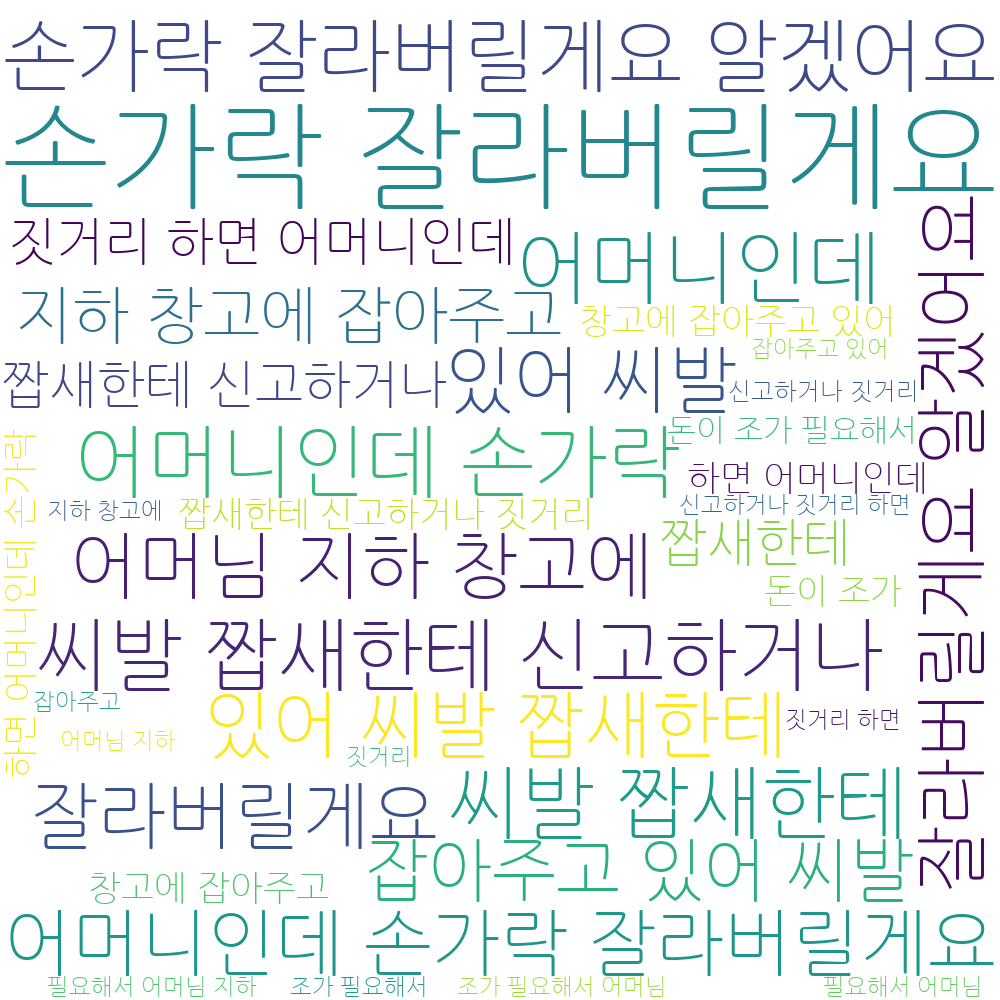 손가락 잘라버릴게요 알겠어요
손가락 잘라버릴게요
짓거리 하면 어머니인데
어머니인데
지하 창고에 잡아주고
창고에 잡아주고 있어
잡아주고 있어
짭새한테 신고하거나
있어 씨발
신고하거나 짓거리
돈이 조가 필요해서
어머니인데 손가락
하면 어머니인데
지하 창고에
짭새한테 신고하거나 짓거리
신고하거나 짓거리 하면
어머님 지하 창고에
짭새한테
돈이 조가
씨발 짭새한테 신고하거나
잡아주고
있어 씨발 짭새한테
짓거리 하면
어머님 지하
짓거리
잘라버릴게요
씨발 짭새한테
잡아주고 있어 씨발
창고에 잡아주고
어머니인데 손가락 잘라버릴게요
필요해서 어머님 지하
조가 필요해서
조가 필요해서 어머님
필요해서 어머님
하면 어머니인데 손가락
잘라버릴게요 알겠어요